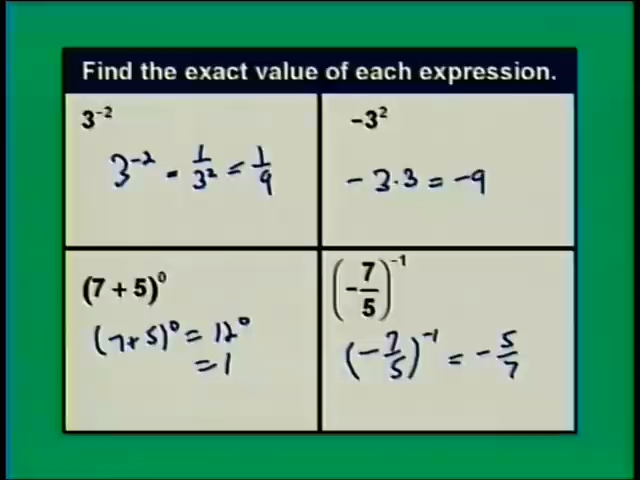 Find the exact value of each expression.
3⁻²
3⁻² = 1/3² = 1/9
-3²
- 3·3 = -9
(7 + 5)⁰
(7+5)⁰ = 12⁰
= 1
(-7/5)⁻¹
(-7/5)⁻¹ = -5/7